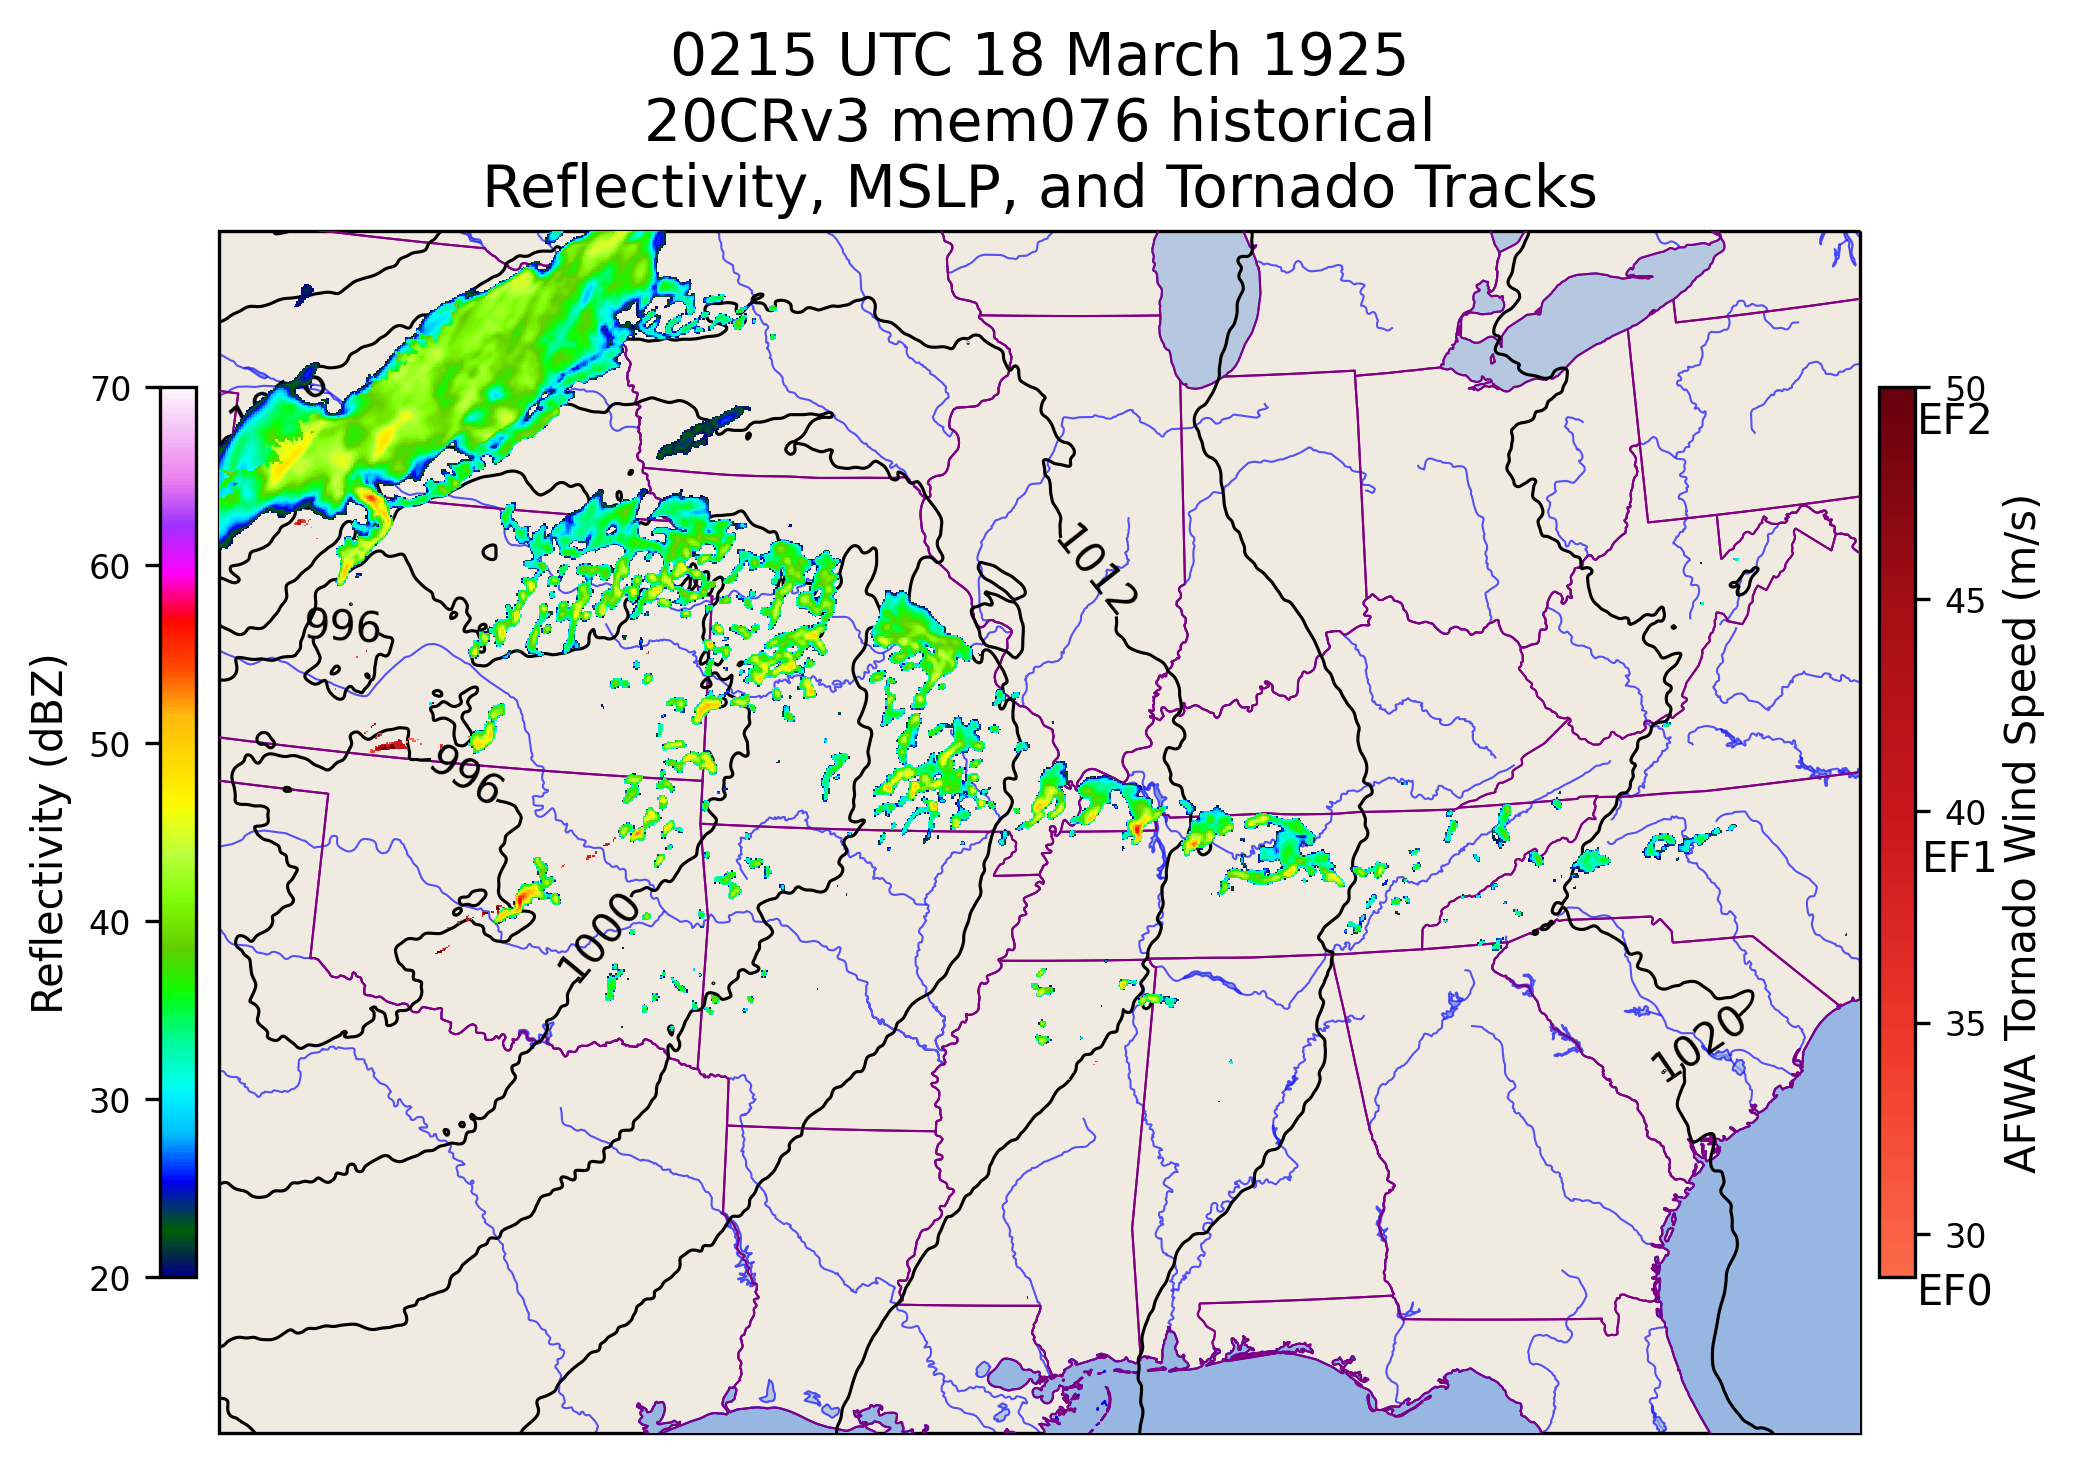 0215 UTC 18 March 1925
20CRv3 mem076 historical
Reflectivity, MSLP, and Tornado Tracks
70
60
50
40
30
20
Reflectivity (dBZ)
996
996
1000
1012
1020
50
EF2
45
40
EF1
35
30
EF0
AFWA Tornado Wind Speed (m/s)